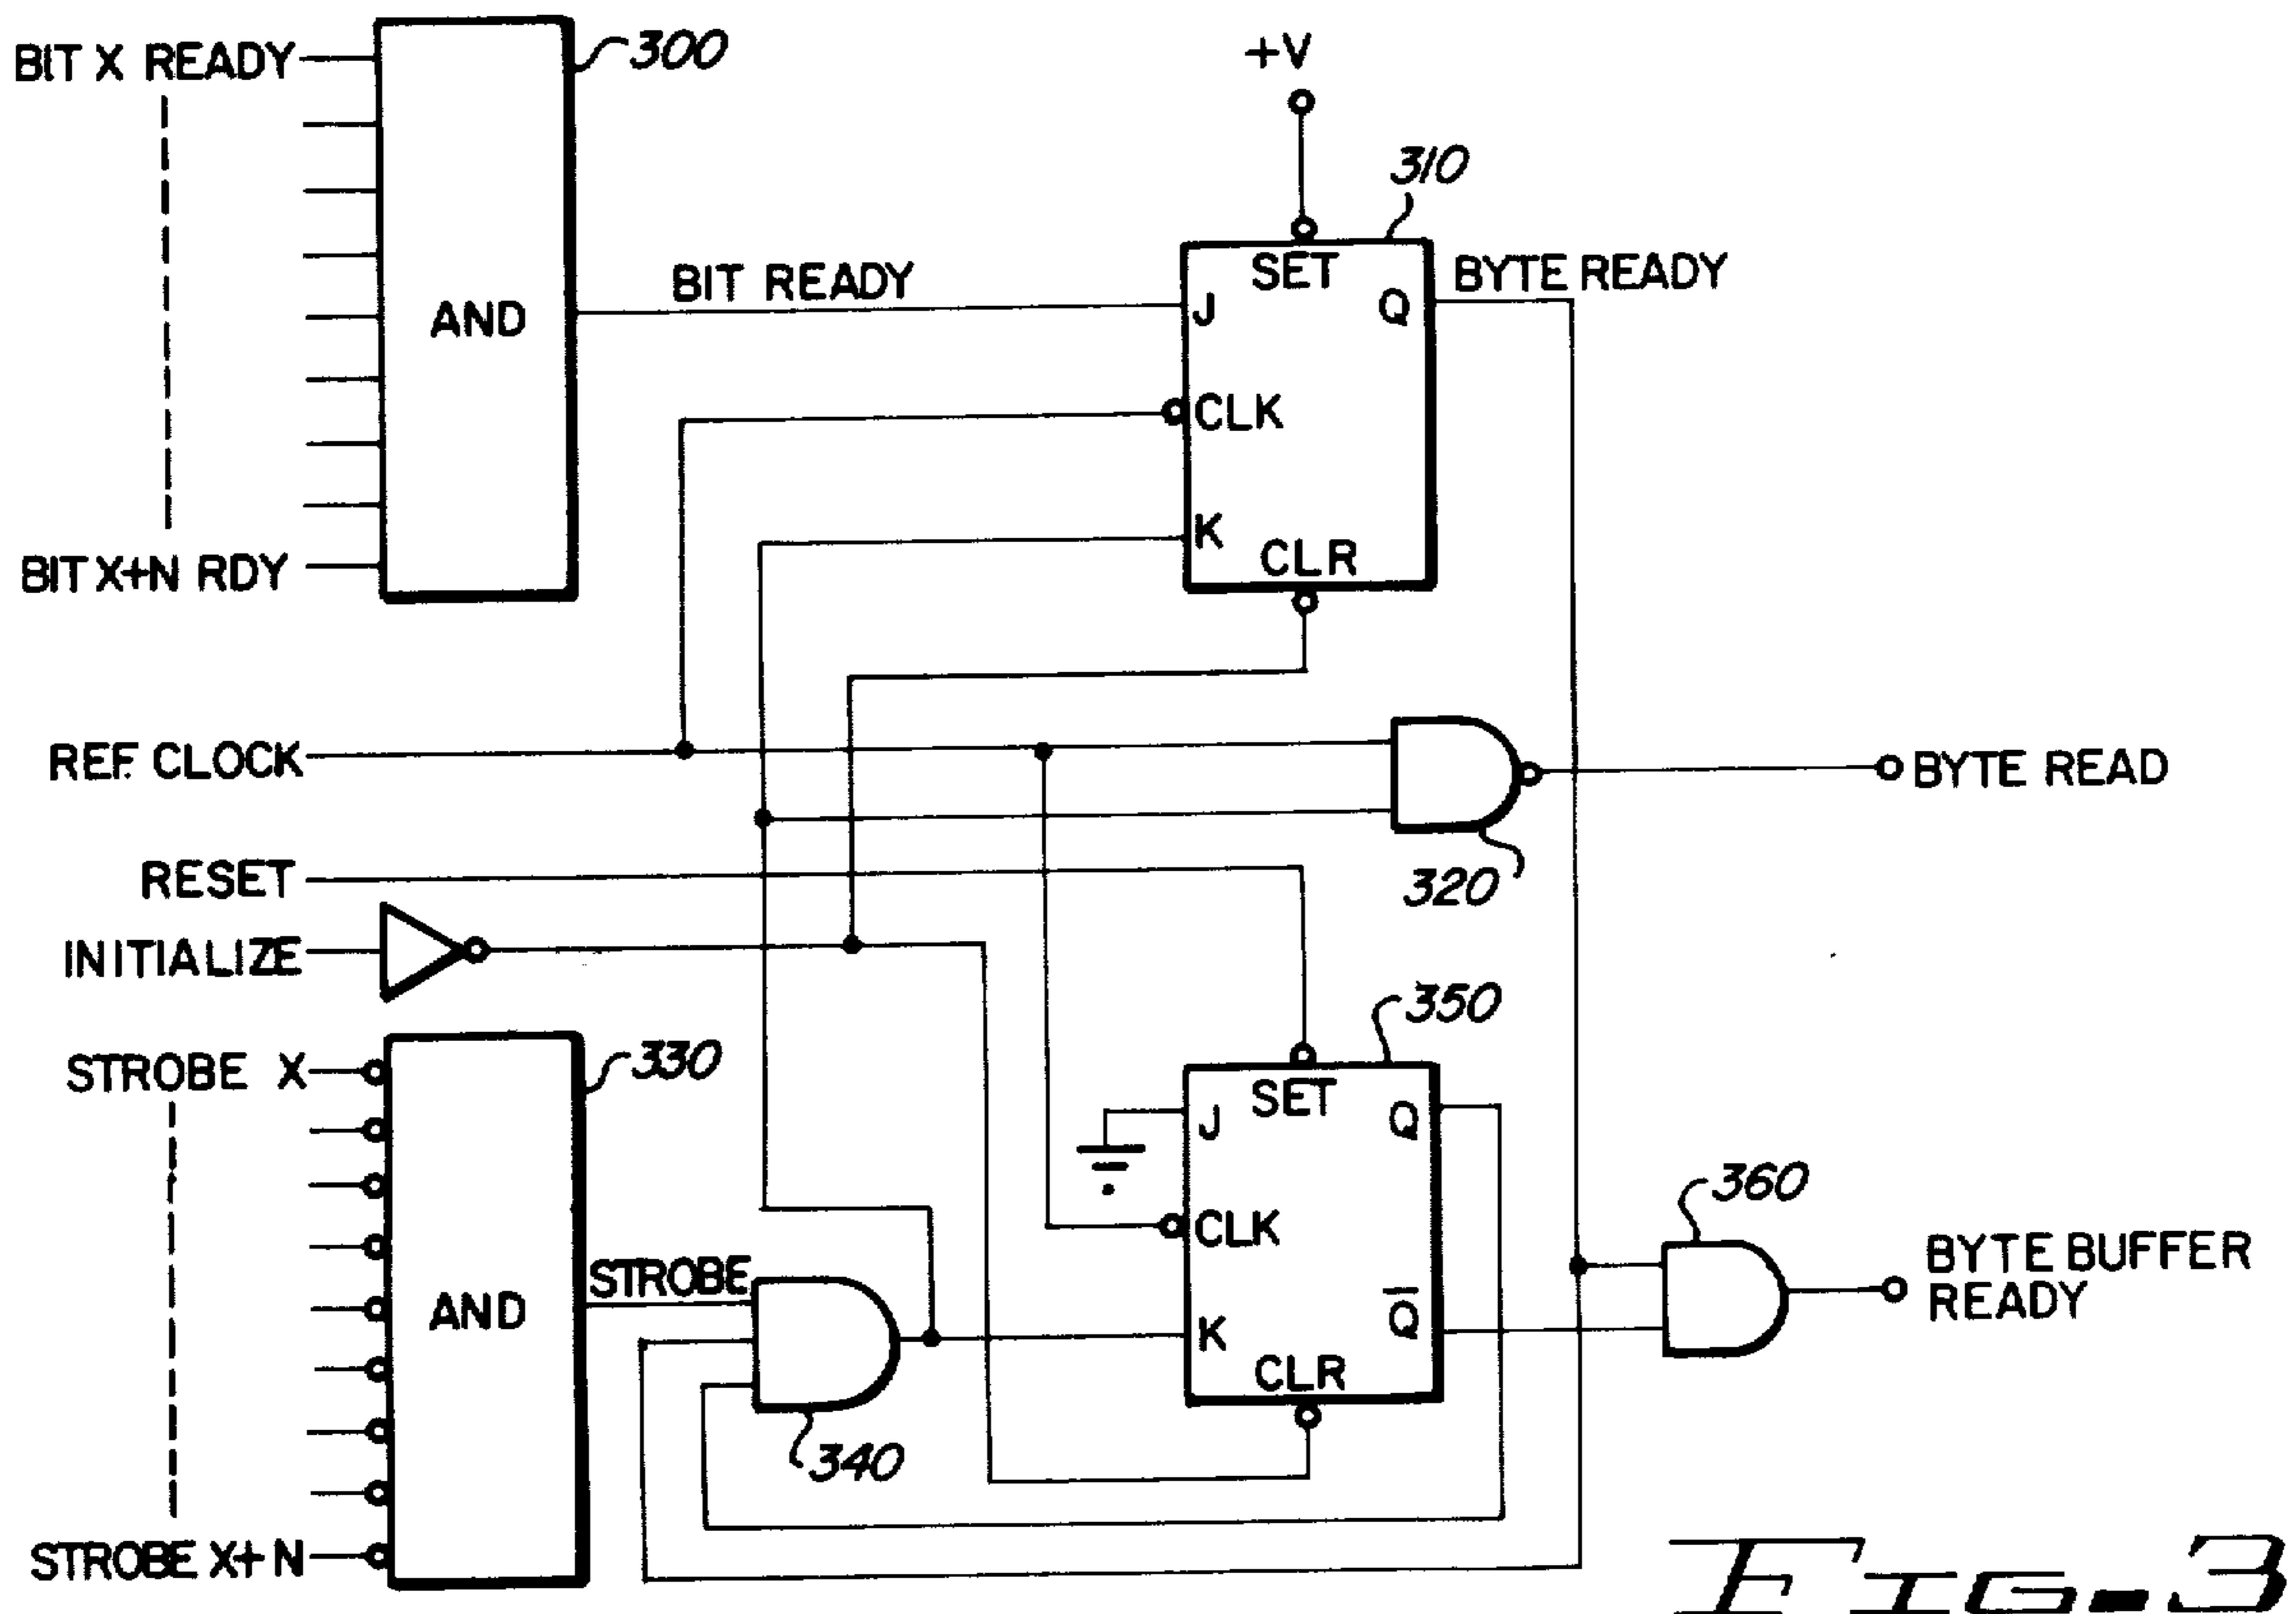 BIT X READY
300
+V
310
SET
J
Q
BYTE READY
BIT READY
AND
CLK
K
CLR
BIT X+N RDY
REF. CLOCK
BYTE READ
320
RESET
INITIALIZE
350
STROBE X
330
SET
J
Q
CLK
360
STROBE
BYTE BUFFER
READY
AND
Q̅
K
CLR
340
STROBE X+N
FIG-3